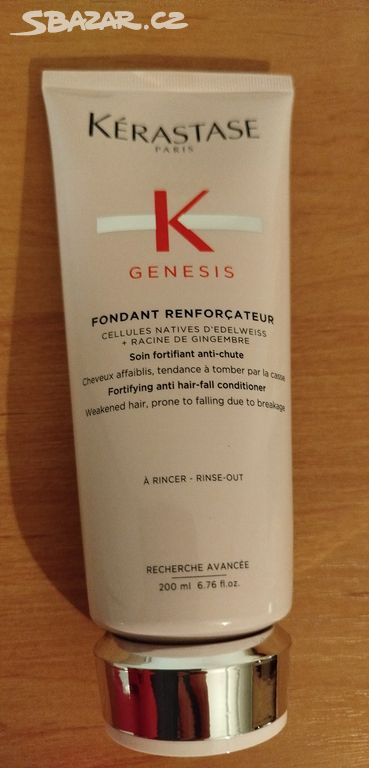 SBAZAR.CZ
KÉRASTASE
PARIS
K
GENESIS
FONDANT RENFORÇATEUR
CELLULES NATIVES D'EDELWEISS
+ RACINE DE GINGEMBRE
Soin fortifiant anti-chute
Cheveux affaiblis, tendance à tomber par la casse
Fortifying anti hair-fall conditioner
Weakened hair, prone to falling due to breakage
À RINCER - RINSE-OUT
RECHERCHE AVANCÉE
200 ml 6.76 fl.oz.